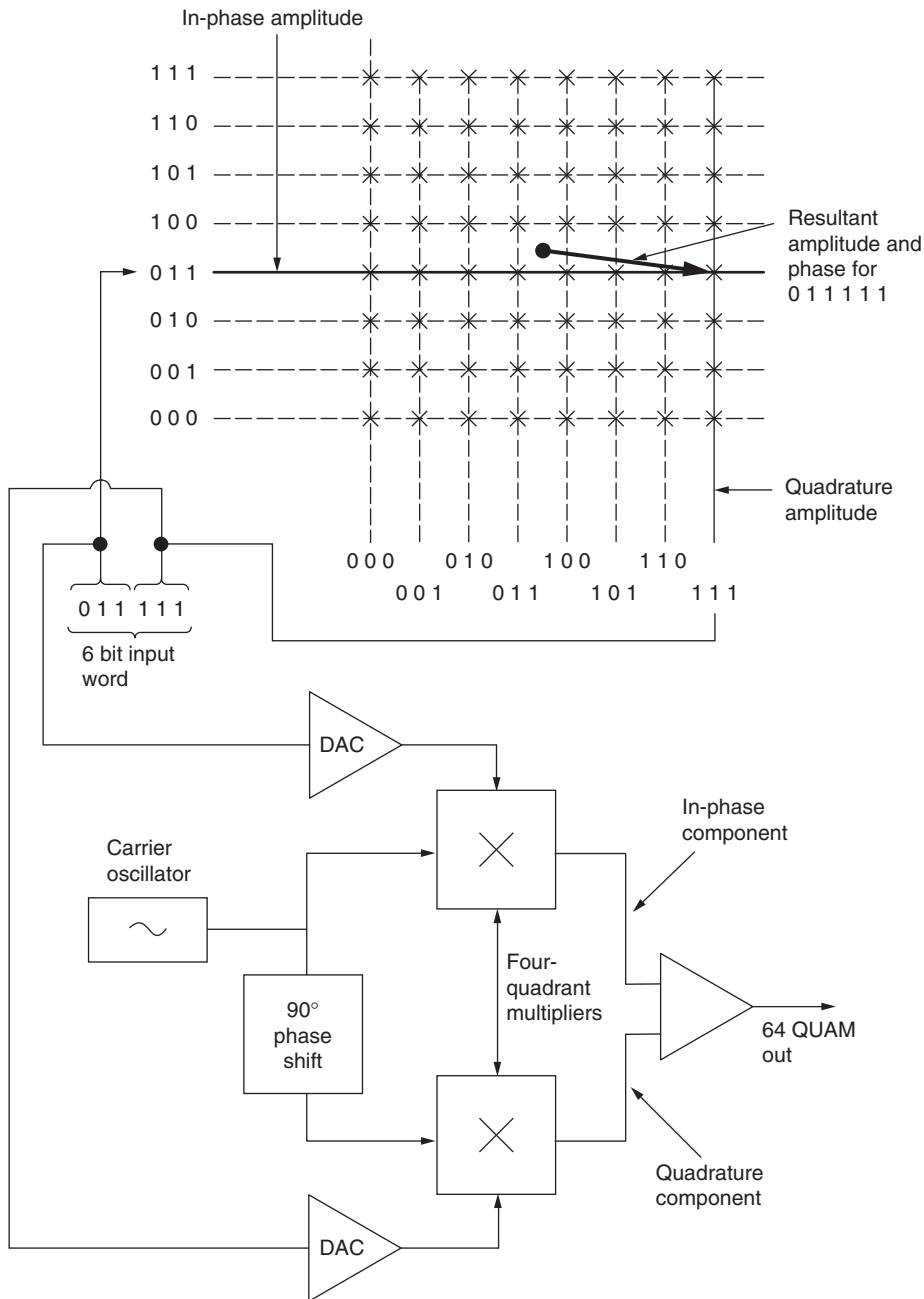 In-phase amplitude
1 1 1
1 1 0
1 0 1
1 0 0
0 1 1
0 1 0
0 0 1
0 0 0
Resultant
amplitude and
phase for
0 1 1 1 1 1
Quadrature
amplitude
0 0 0
0 1 0
1 0 0
1 1 0
0 0 1
0 1 1
1 0 1
1 1 1
0 1 1 1 1 1
6 bit input
word
DAC
In-phase
component
Carrier
oscillator
Four-
quadrant
multipliers
90°
phase
shift
64 QUAM
out
Quadrature
component
DAC